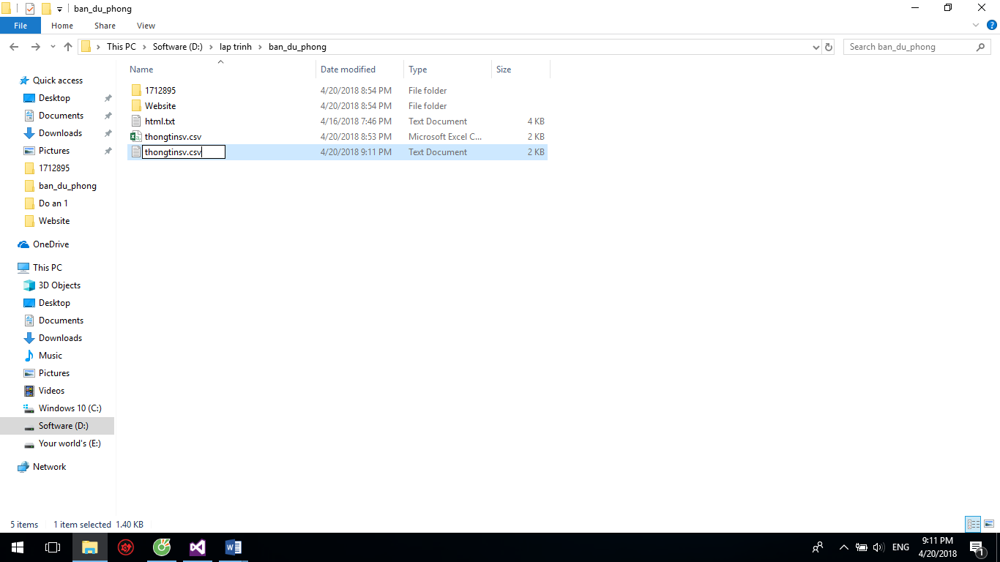 ban_du_phong
File Home Share View
This PC Software (D:) lap trinh ban_du_phong Search ban_du_phong
Name Date modified Type Size
1712895 4/20/2018 8:54 PM File folder
Website 4/20/2018 8:54 PM File folder
html.txt 4/16/2018 7:46 PM Text Document 4 KB
thongtinsv.csv 4/20/2018 8:53 PM Microsoft Excel C... 2 KB
thongtinsv.csv 4/20/2018 9:11 PM Text Document 2 KB
Quick access
Desktop
Documents
Downloads
Pictures
1712895
ban_du_phong
Do an 1
Website
OneDrive
This PC
3D Objects
Desktop
Documents
Downloads
Music
Pictures
Videos
Windows 10 (C:)
Software (D:)
Your world's (E:)
Network
5 items 1 item selected 1.40 KB
ENG 9:11 PM
4/20/2018 1